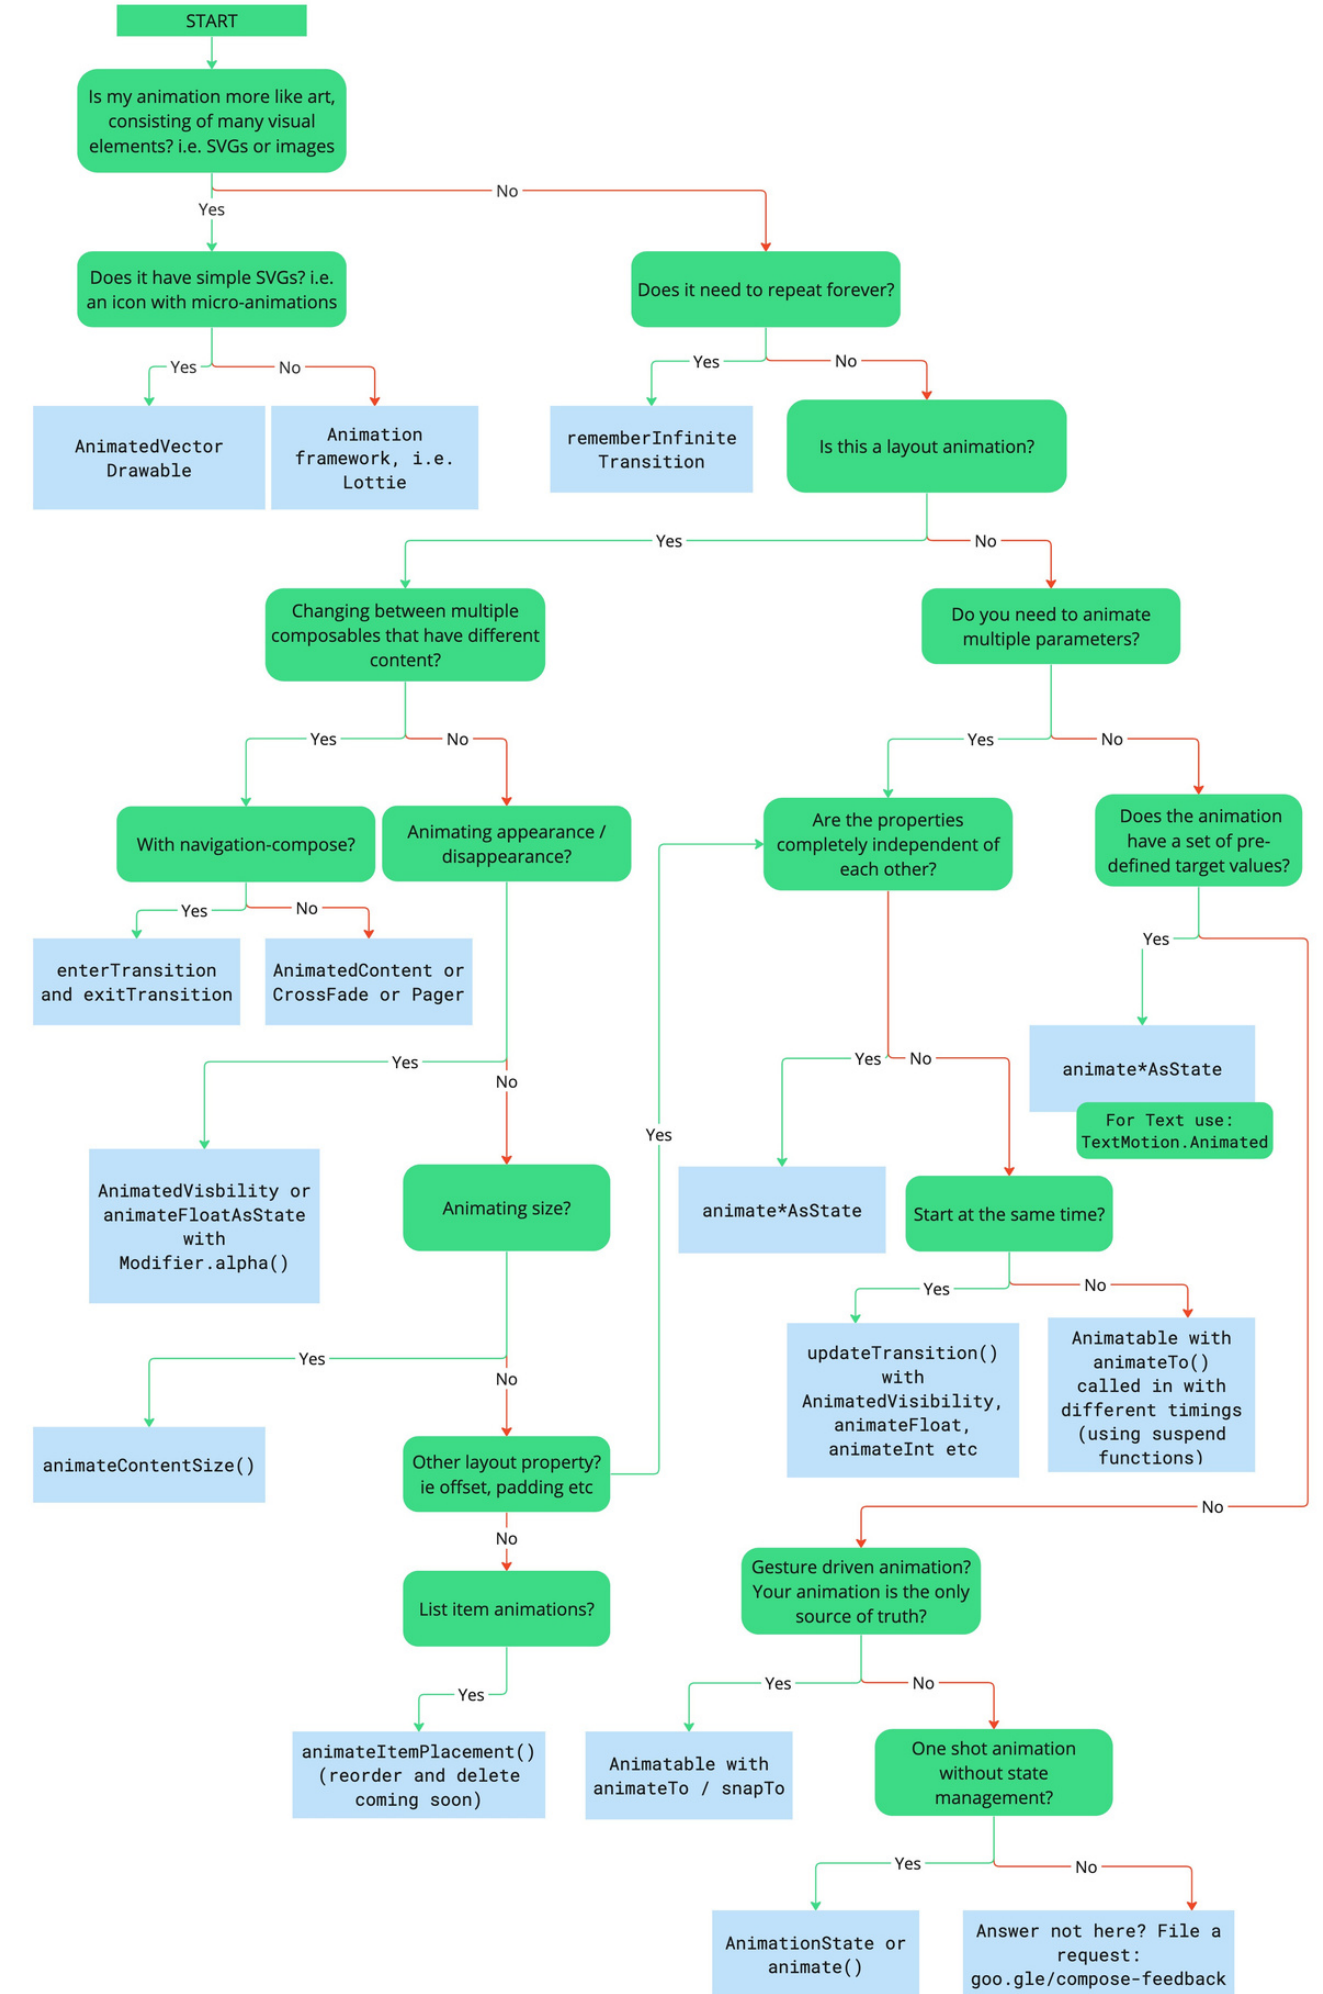 START
Is my animation more like art,
consisting of many visual
elements? i.e. SVGs or images
No
Yes
Does it have simple SVGs? i.e.
an icon with micro-animations
Does it need to repeat forever?
Yes
No
Yes
No
AnimatedVector
Drawable
Animation
framework, i.e.
Lottie
rememberInfinite
Transition
Is this a layout animation?
Yes
No
Changing between multiple
composables that have different
content?
Do you need to animate
multiple parameters?
Yes
No
Yes
No
With navigation-compose?
Animating appearance /
disappearance?
Are the properties
completely independent of
each other?
Does the animation
have a set of pre-
defined target values?
Yes
No
Yes
enterTransition
and exitTransition
AnimatedContent or
CrossFade or Pager
Yes
No
Yes
No
animate*AsState
For Text use:
TextMotion.Animated
Yes
AnimatedVisbility or
animateFloatAsState
with
Modifier.alpha()
Animating size?
animate*AsState
Start at the same time?
Yes
No
Yes
No
updateTransition()
with
AnimatedVisibility,
animateFloat,
animateInt etc
Animatable with
animateTo()
called in with
different timings
(using suspend
functions)
animateContentSize()
Other layout property?
ie offset, padding etc
No
No
Gesture driven animation?
Your animation is the only
source of truth?
List item animations?
Yes
Yes
No
animateItemPlacement()
(reorder and delete
coming soon)
Animatable with
animateTo / snapTo
One shot animation
without state
management?
Yes
No
AnimationState or
animate()
Answer not here? File a
request:
goo.gle/compose-feedback